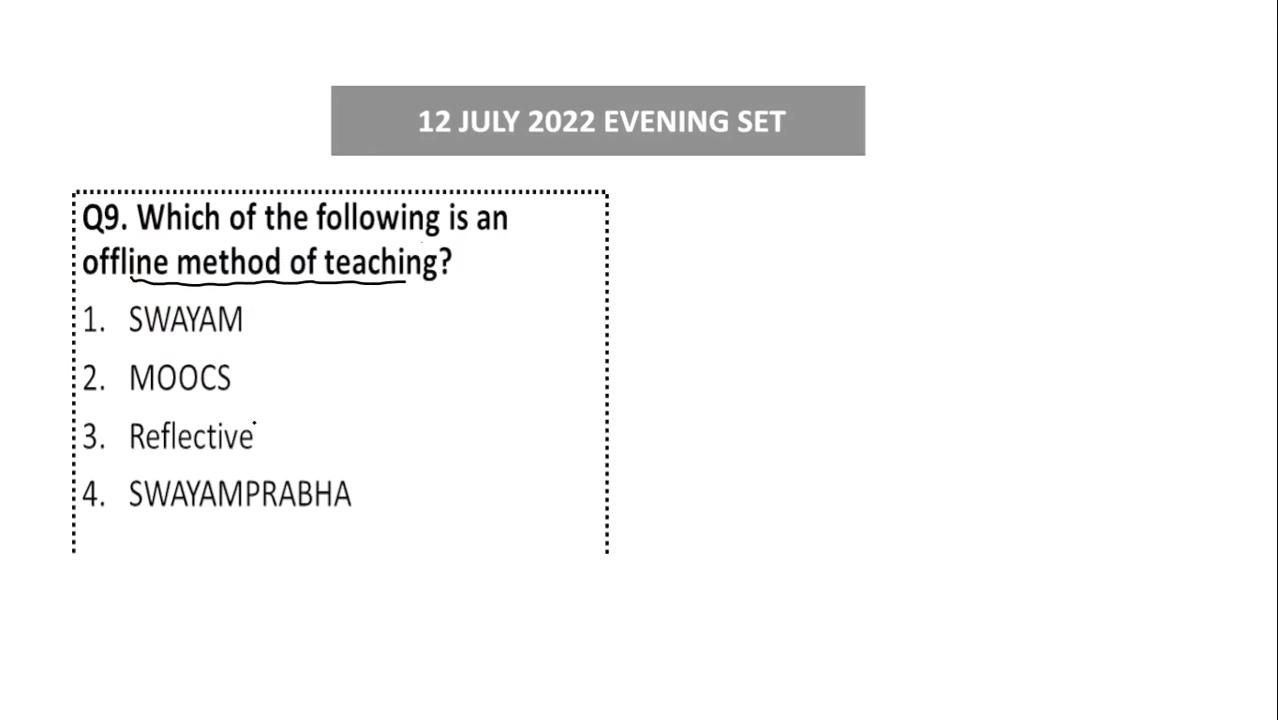 12 JULY 2022 EVENING SET
Q9. Which of the following is an
offline method of teaching?
1. SWAYAM
2. MOOCS
3. Reflective
4. SWAYAMPRABHA